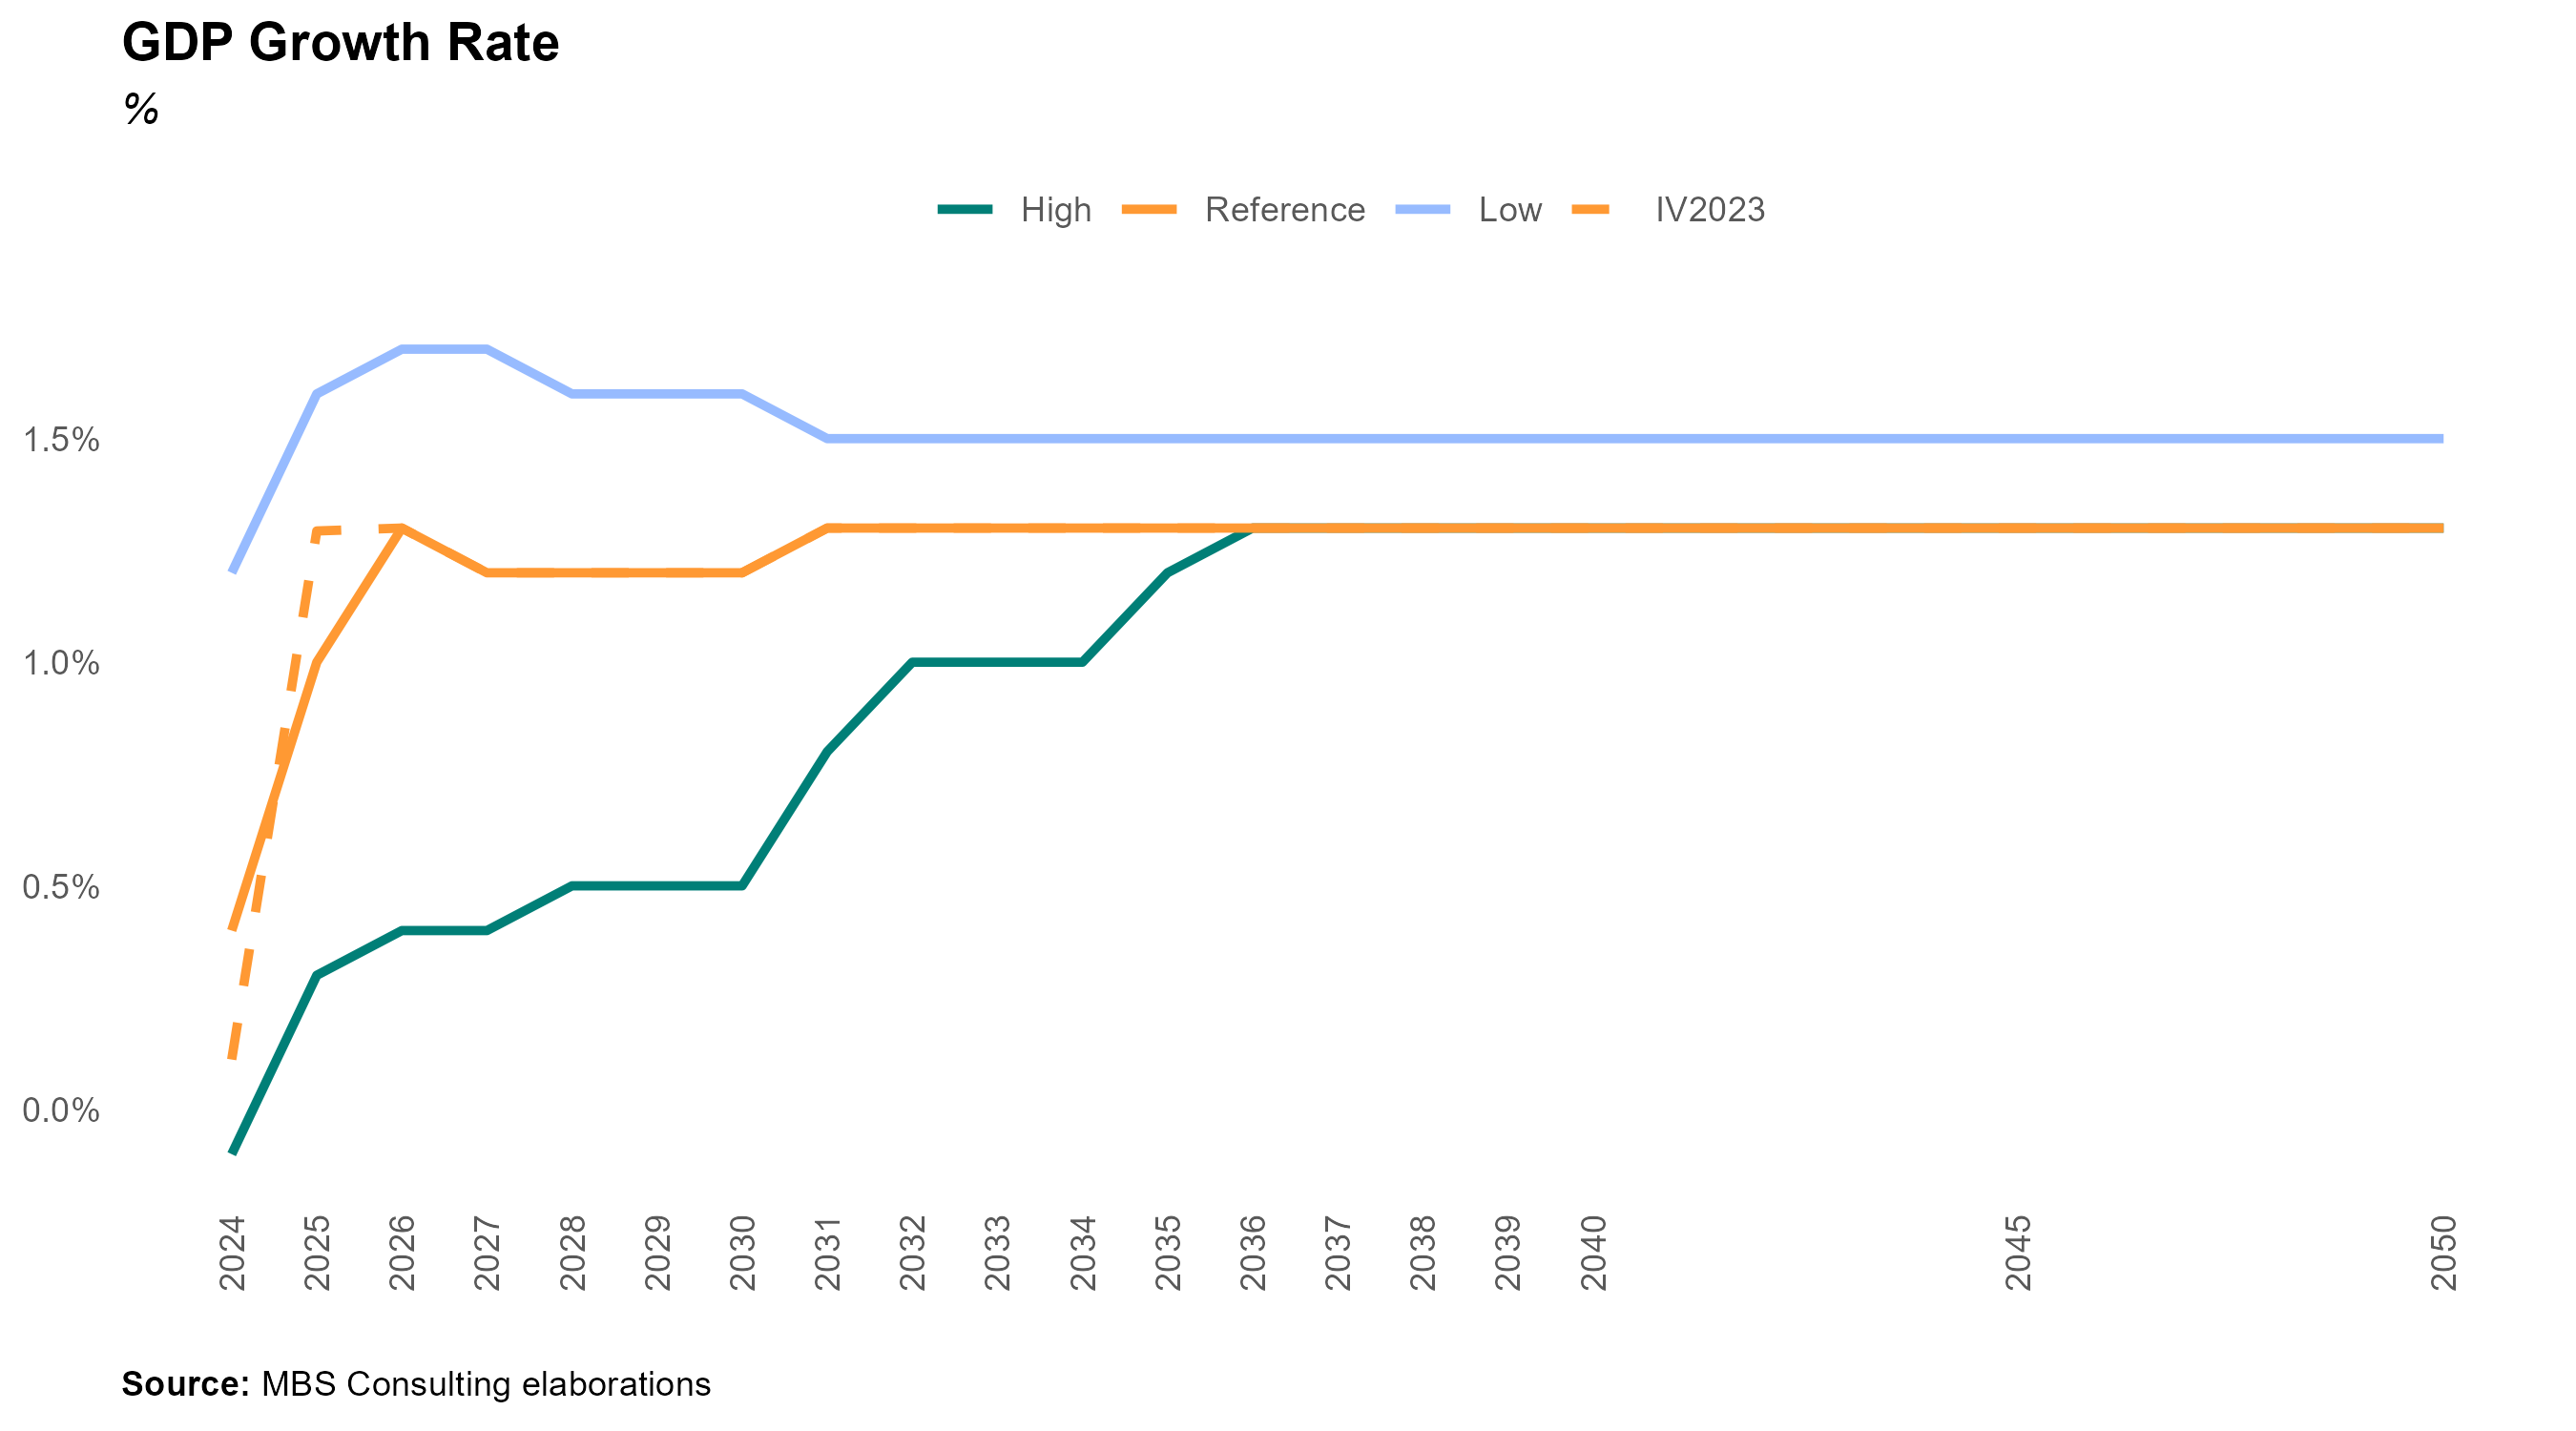 GDP Growth Rate
%
High Reference Low IV2023
1.5%
1.0%
0.5%
0.0%
2024 2025 2026 2027 2028 2029 2030 2031 2032 2033 2034 2035 2036 2037 2038 2039 2040 2045 2050
Source: MBS Consulting elaborations